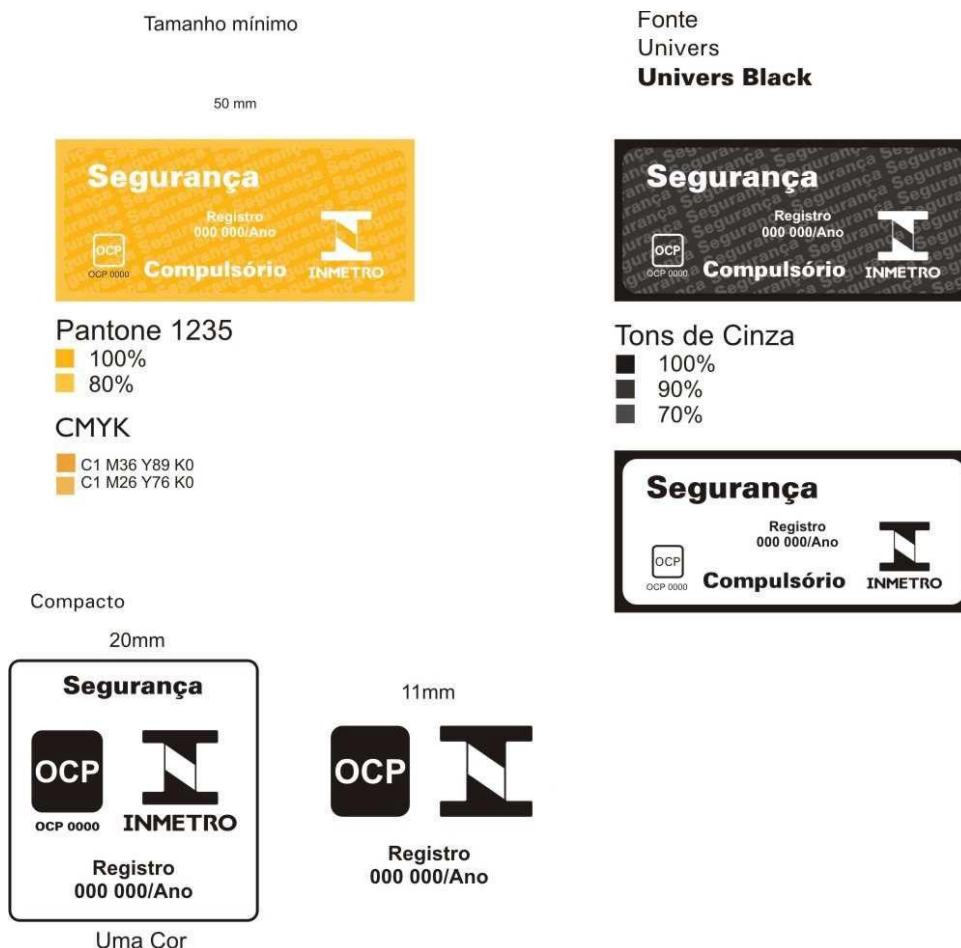 Tamanho mínimo
50 mm
Segurança
Registro
000 000/Ano
OCP
OCP 0000
Compulsório
INMETRO
Pantone 1235
100%
80%
CMYK
C1 M36 Y89 K0
C1 M26 Y76 K0
Fonte
Univers
Univers Black
Segurança
Registro
000 000/Ano
OCP
OCP 0000
Compulsório
INMETRO
Tons de Cinza
100%
90%
70%
Segurança
Registro
000 000/Ano
OCP
OCP 0000
Compulsório
INMETRO
Compacto
20mm
Segurança
OCP
OCP 0000
INMETRO
Registro
000 000/Ano
Uma Cor
11mm
OCP
Registro
000 000/Ano